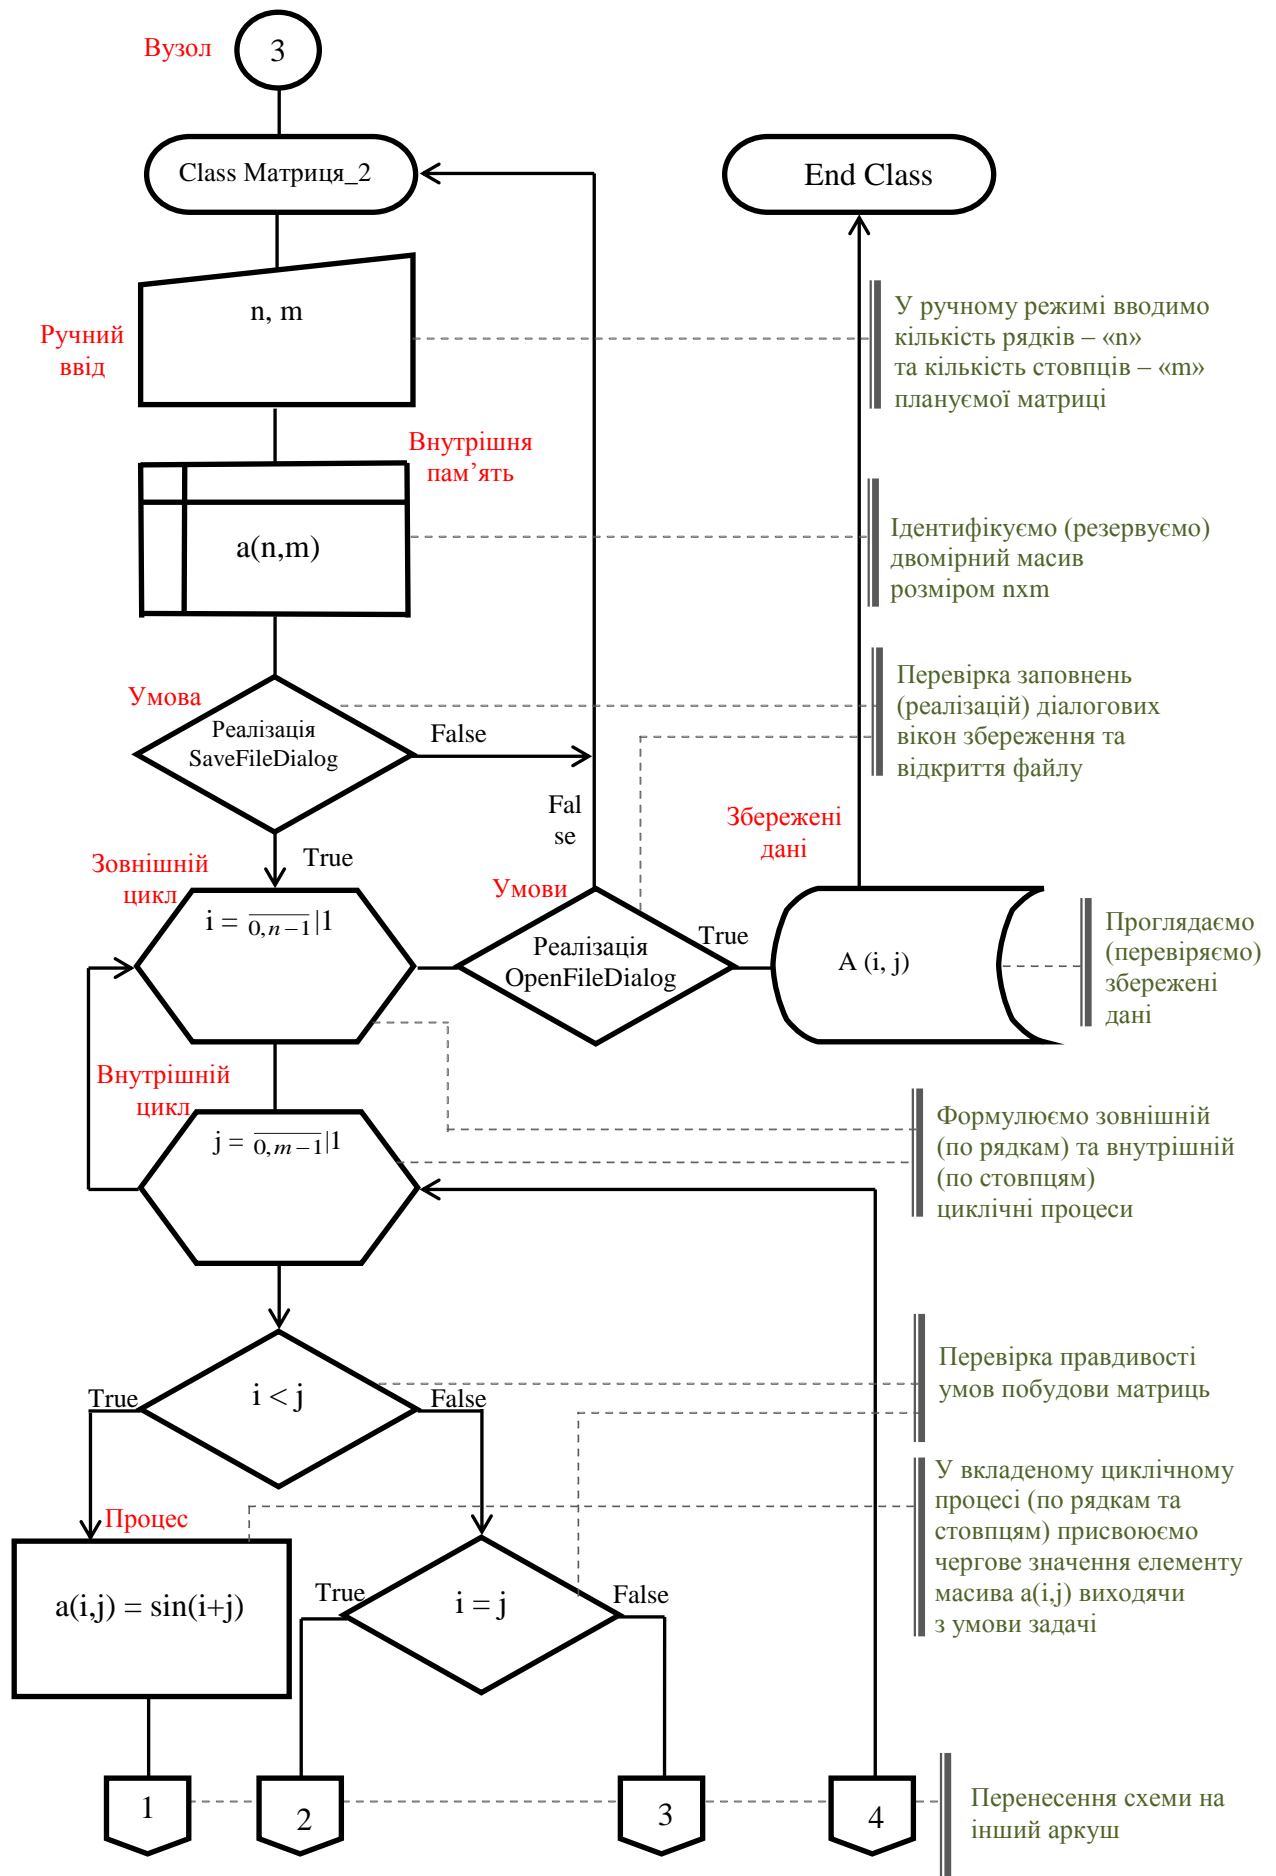 Вузол
3
Class Матриця_2
End Class
n, m
Ручний
ввід
У ручному режимі вводимо
кількість рядків – «n»
та кількість стовпців – «m»
плануємої матриці
Внутрішня
пам’ять
a(n,m)
Ідентифікуємо (резервуємо)
двомірний масив
розміром nxm
Умова
Реалізація
SaveFileDialog
False
Перевірка заповнень
(реалізацій) діалогових
вікон збереження та
відкриття файлу
Fal
se
Збережені
дані
True
Зовнішній
цикл
i = 0, n – 1|1
Умови
Реалізація
OpenFileDialog
True
A (i, j)
Проглядаємо
(перевіряємо)
збережені
дані
Внутрішній
цикл
j = 0, m – 1|1
Формулюємо зовнішній
(по рядкам) та внутрішній
(по стовпцям)
циклічні процеси
True
i < j
False
Перевірка правдивості
умов побудови матриць
Процес
a(i,j) = sin(i+j)
True
i = j
False
У вкладеному циклічному
процесі (по рядкам та
стовпцям) присвоюємо
чергове значення елементу
масива a(i,j) виходячи
з умови задачі
1
2
3
4
Перенесення схеми на
інший аркуш